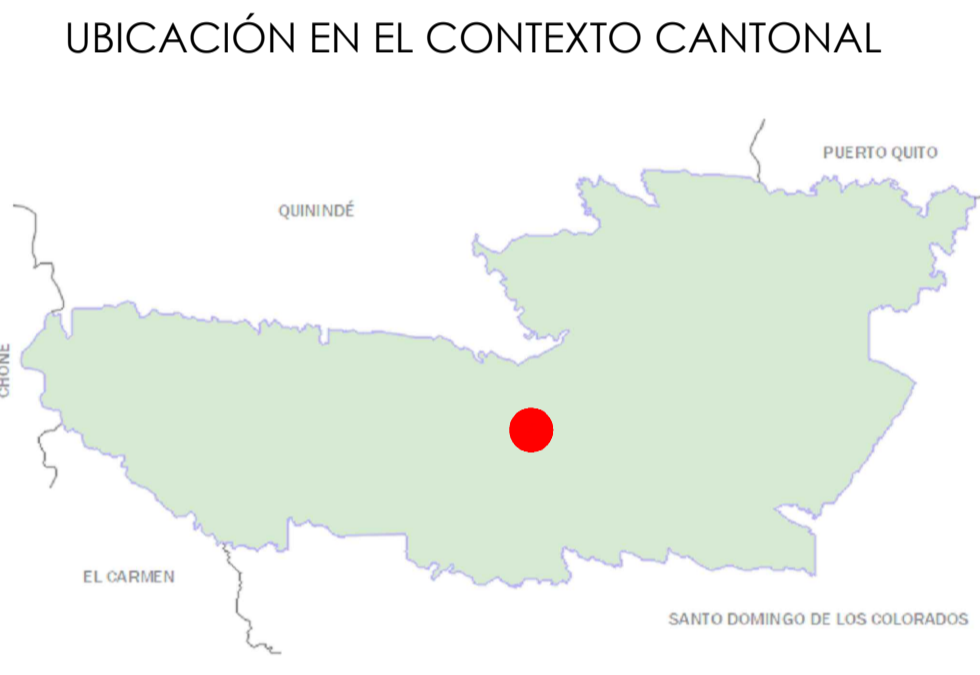 UBICACIÓN EN EL CONTEXTO CANTONAL
PUERTO QUITO
QUININDÉ
CHONE
EL CARMEN
SANTO DOMINGO DE LOS COLORADOS